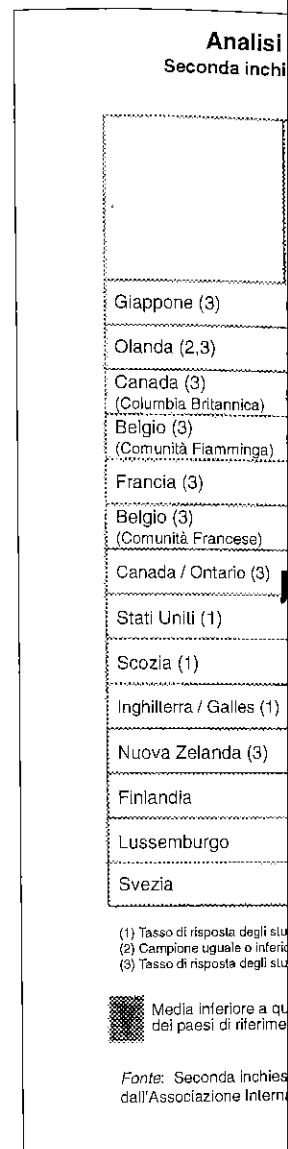 Analisi
Seconda inchi
Giappone (3)
Olanda (2,3)
Canada (3)
(Columbia Britannica)
Belgio (3)
(Comunità Fiamminga)
Francia (3)
Belgio (3)
(Comunità Francese)
Canada / Ontario (3)
Stati Uniti (1)
Scozia (1)
Inghilterra / Galles (1)
Nuova Zelanda (3)
Finlandia
Lussemburgo
Svezia
(1) Tasso di risposta degli stu
(2) Campione uguale o inferio
(3) Tasso di risposta degli stu
Media inferiore a qu
dei paesi di riferime
Fonte: Seconda inchies
dall'Associazione Interna